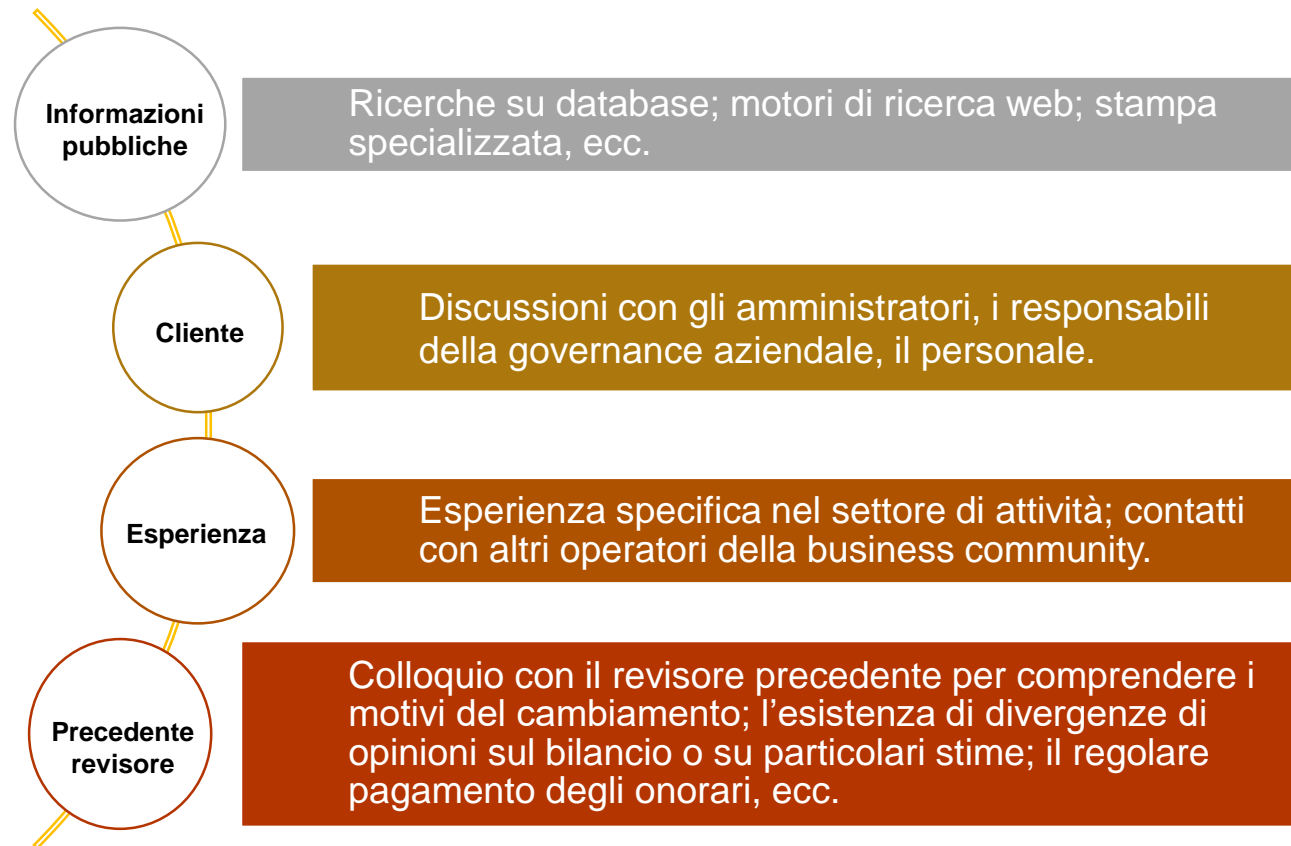 Informazioni
pubbliche
Ricerche su database; motori di ricerca web; stampa
specializzata, ecc.
Cliente
Discussioni con gli amministratori, i responsabili
della governance aziendale, il personale.
Esperienza
Esperienza specifica nel settore di attività; contatti
con altri operatori della business community.
Precedente
revisore
Colloquio con il revisore precedente per comprendere i
motivi del cambiamento; l’esistenza di divergenze di
opinioni sul bilancio o su particolari stime; il regolare
pagamento degli onorari, ecc.